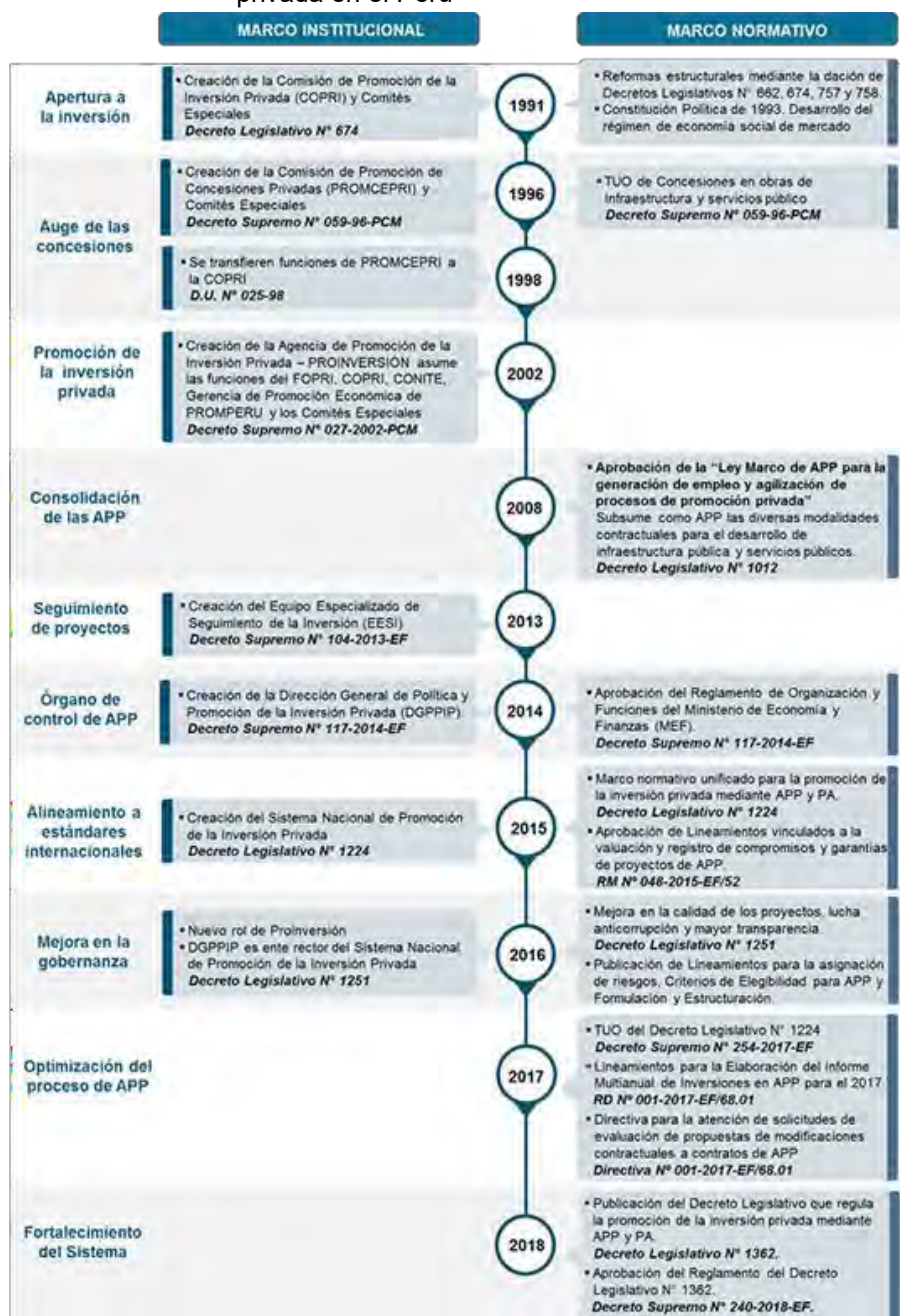 privada en el Perú
MARCO INSTITUCIONAL
MARCO NORMATIVO
Apertura a
la inversión
• Creación de la Comisión de Promoción de la
Inversión Privada (COPRI) y Comités
Especiales
Decreto Legislativo N° 674
1991
• Reformas estructurales mediante la dación de
Decretos Legislativos N° 662, 674, 757 y 758.
• Constitución Política de 1993. Desarrollo del
régimen de economía social de mercado
Auge de las
concesiones
• Creación de la Comisión de Promoción de
Concesiones Privadas (PROMCEPRI) y
Comités Especiales
Decreto Supremo N° 059-96-PCM
1996
• TUO de Concesiones en obras de
Infraestructura y servicios público
Decreto Supremo N° 059-96-PCM
• Se transfieren funciones de PROMCEPRI a
la COPRI
D.U. N° 025-98
1998
Promoción de
la inversión
privada
• Creación de la Agencia de Promoción de la
Inversión Privada – PROINVERSIÓN asume
las funciones del FOPRI, COPRI, CONITE,
Gerencia de Promoción Económica de
PROMPERU y los Comités Especiales
Decreto Supremo N° 027-2002-PCM
2002
Consolidación
de las APP
2008
• Aprobación de la "Ley Marco de APP para la
generación de empleo y agilización de
procesos de promoción privada"
Subsume como APP las diversas modalidades
contractuales para el desarrollo de
infraestructura pública y servicios públicos.
Decreto Legislativo N° 1012
Seguimiento
de proyectos
• Creación del Equipo Especializado de
Seguimiento de la Inversión (EESI)
Decreto Supremo N° 104-2013-EF
2013
Órgano de
control de APP
• Creación de la Dirección General de Política y
Promoción de la Inversión Privada (DGPPIP).
Decreto Supremo N° 117-2014-EF
2014
• Aprobación del Reglamento de Organización y
Funciones del Ministerio de Economía y
Finanzas (MEF).
Decreto Supremo N° 117-2014-EF
Alineamiento a
estándares
internacionales
• Creación del Sistema Nacional de Promoción
de la Inversión Privada
Decreto Legislativo N° 1224
2015
• Marco normativo unificado para la promoción de
la inversión privada mediante APP y PA.
Decreto Legislativo N° 1224
• Aprobación de Lineamientos vinculados a la
valuación y registro de compromisos y garantías
de proyectos de APP.
RM N° 048-2015-EF/52
Mejora en la
gobernanza
• Nuevo rol de Proinversión
• DGPPIP es ente rector del Sistema Nacional
de Promoción de la Inversión Privada
Decreto Legislativo N° 1251
2016
• Mejora en la calidad de los proyectos, lucha
anticorrupción y mayor transparencia.
Decreto Legislativo N° 1251
• Publicación de Lineamientos para la asignación
de riesgos, Criterios de Elegibilidad para APP y
Formulación y Estructuración.
Optimización del
proceso de APP
2017
• TUO del Decreto Legislativo N° 1224
Decreto Supremo N° 254-2017-EF
• Lineamientos para la Elaboración del Informe
Multianual de Inversiones en APP para el 2017
RD N° 001-2017-EF/68.01
• Directiva para la atención de solicitudes de
evaluación de propuestas de modificaciones
contractuales a contratos de APP
Directiva N° 001-2017-EF/68.01
Fortalecimiento
del Sistema
2018
• Publicación del Decreto Legislativo que regula
la promoción de la inversión privada mediante
APP y PA.
Decreto Legislativo N° 1362.
• Aprobación del Reglamento del Decreto
Legislativo N° 1362.
Decreto Supremo N° 240-2018-EF.